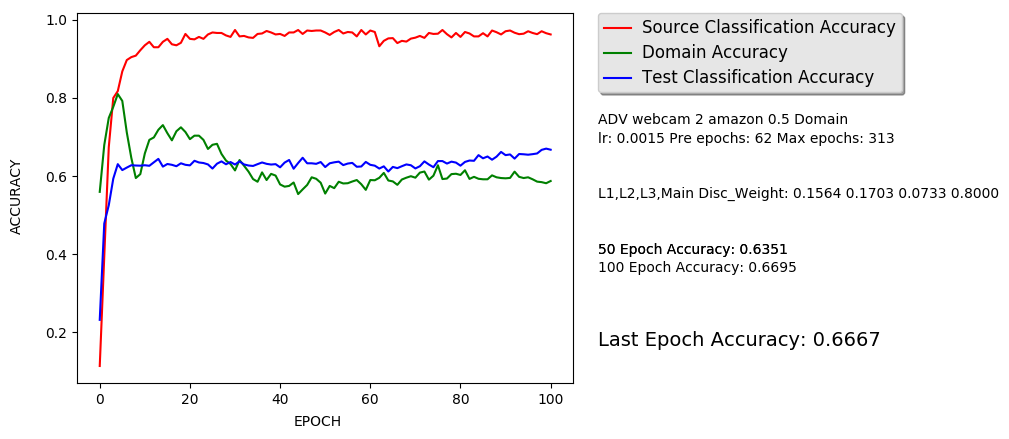 1.0
0.8
0.6
0.4
0.2
0 20 40 60 80 100
ACCURACY
EPOCH
Source Classification Accuracy
Domain Accuracy
Test Classification Accuracy
ADV webcam 2 amazon 0.5 Domain
lr: 0.0015 Pre epochs: 62 Max epochs: 313
L1,L2,L3,Main Disc_Weight: 0.1564 0.1703 0.0733 0.8000
50 Epoch Accuracy: 0.6351
100 Epoch Accuracy: 0.6695
Last Epoch Accuracy: 0.6667